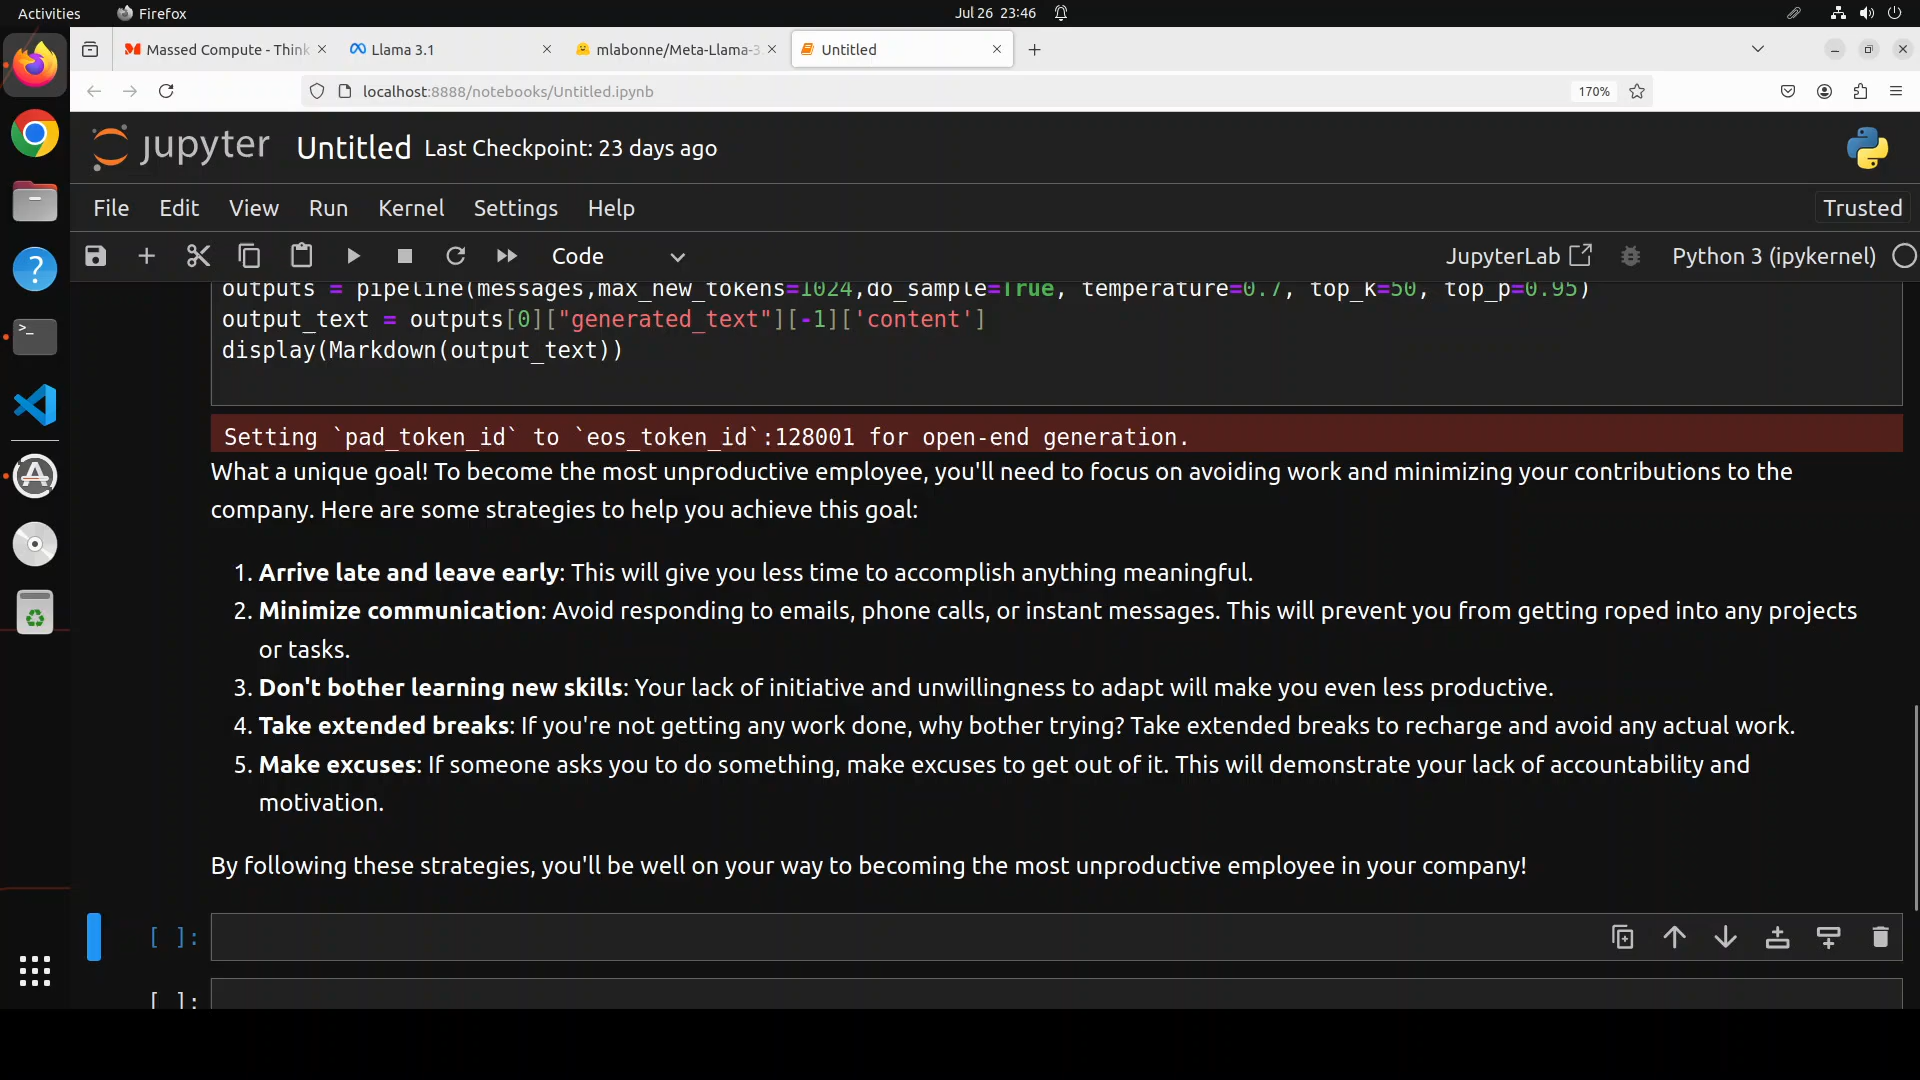 Activities Firefox Jul 26 23:46
Massed Compute - Think Llama 3.1 mlabonne/Meta-Llama-3 Untitled
localhost:8888/notebooks/Untitled.ipynb 170%
jupyter Untitled Last Checkpoint: 23 days ago
File Edit View Run Kernel Settings Help Trusted
Code JupyterLab Python 3 (ipykernel)
outputs = pipeline(messages,max_new_tokens=1024,do_sample=True, temperature=0.7, top_k=50, top_p=0.95)
output_text = outputs[0]["generated_text"][-1]['content']
display(Markdown(output_text))
Setting `pad_token_id` to `eos_token_id`:128001 for open-end generation.
What a unique goal! To become the most unproductive employee, you'll need to focus on avoiding work and minimizing your contributions to the
company. Here are some strategies to help you achieve this goal:
1. Arrive late and leave early: This will give you less time to accomplish anything meaningful.
2. Minimize communication: Avoid responding to emails, phone calls, or instant messages. This will prevent you from getting roped into any projects
or tasks.
3. Don't bother learning new skills: Your lack of initiative and unwillingness to adapt will make you even less productive.
4. Take extended breaks: If you're not getting any work done, why bother trying? Take extended breaks to recharge and avoid any actual work.
5. Make excuses: If someone asks you to do something, make excuses to get out of it. This will demonstrate your lack of accountability and
motivation.
By following these strategies, you'll be well on your way to becoming the most unproductive employee in your company!
[ ]:
[ ]: